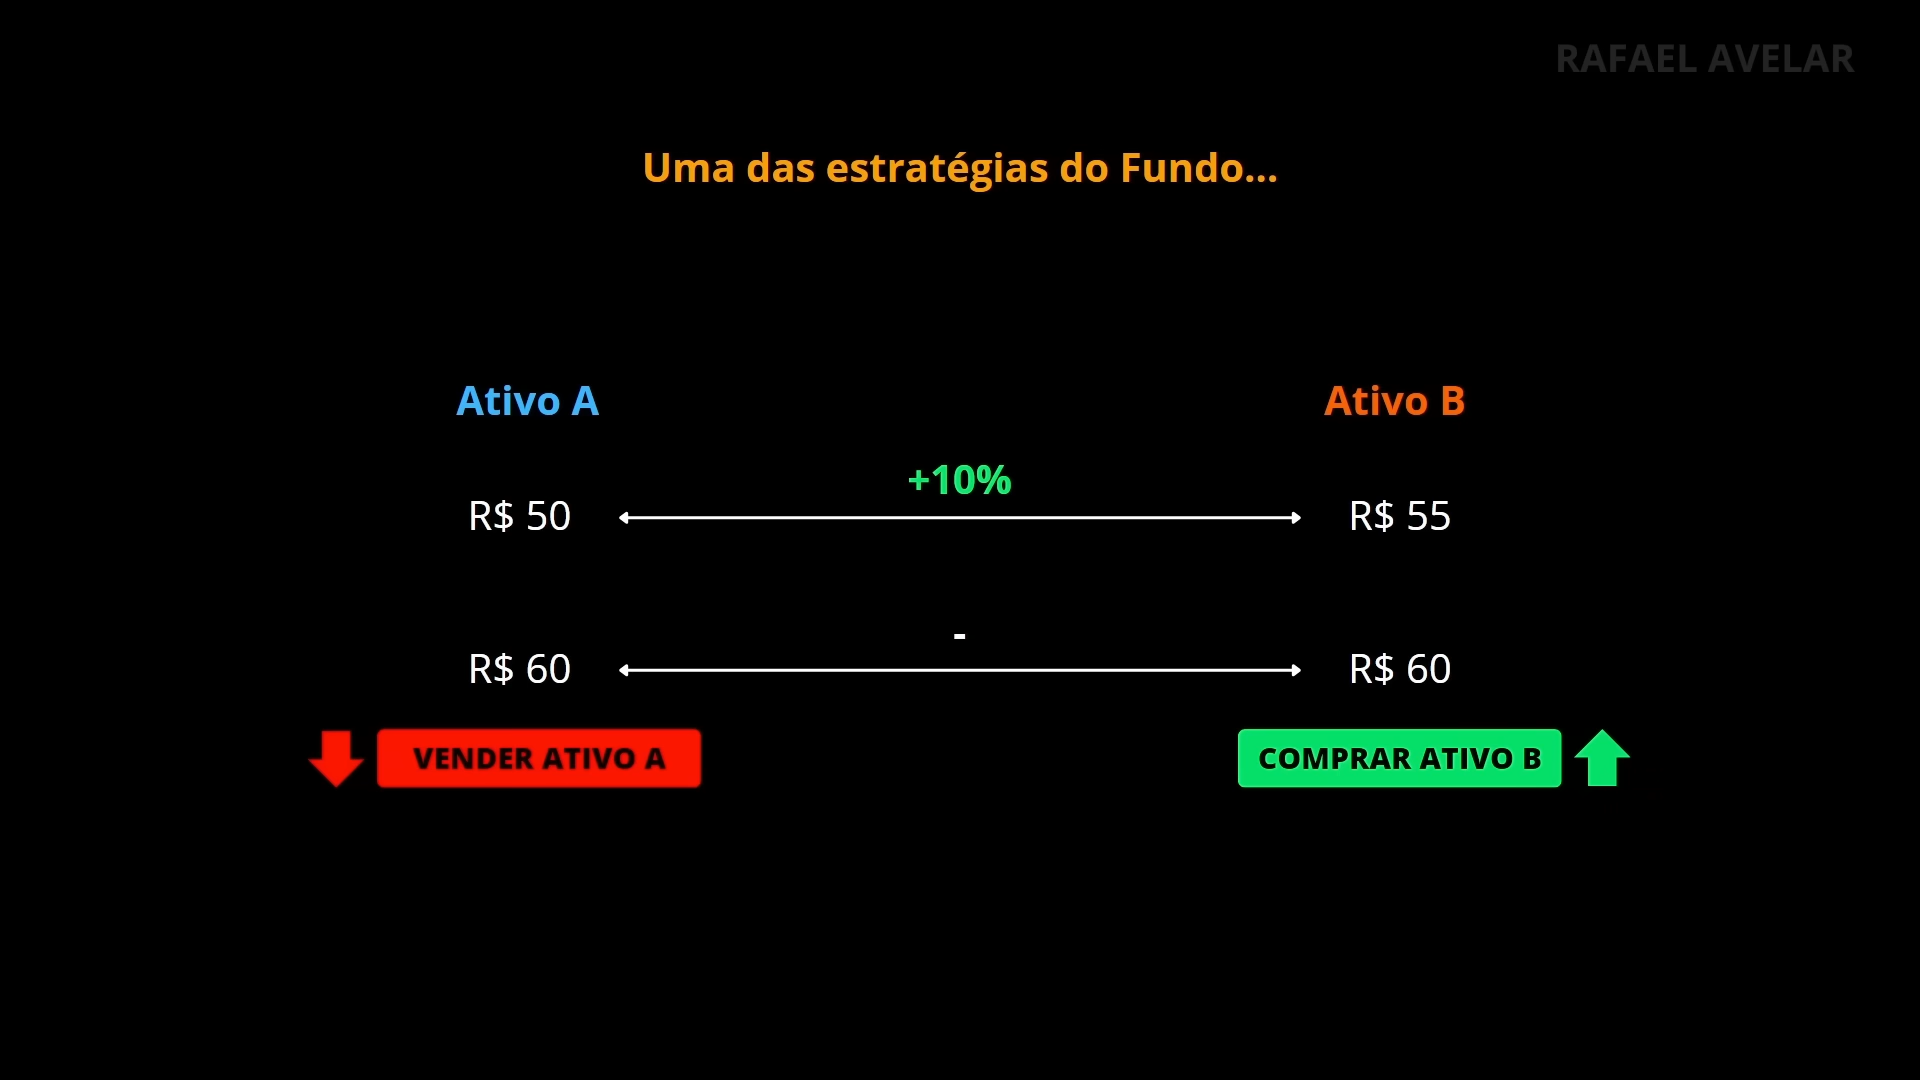 RAFAEL AVELAR
Uma das estratégias do Fundo...
Ativo A
Ativo B
+10%
R$ 50
R$ 55
-
R$ 60
R$ 60
VENDER ATIVO A
COMPRAR ATIVO B